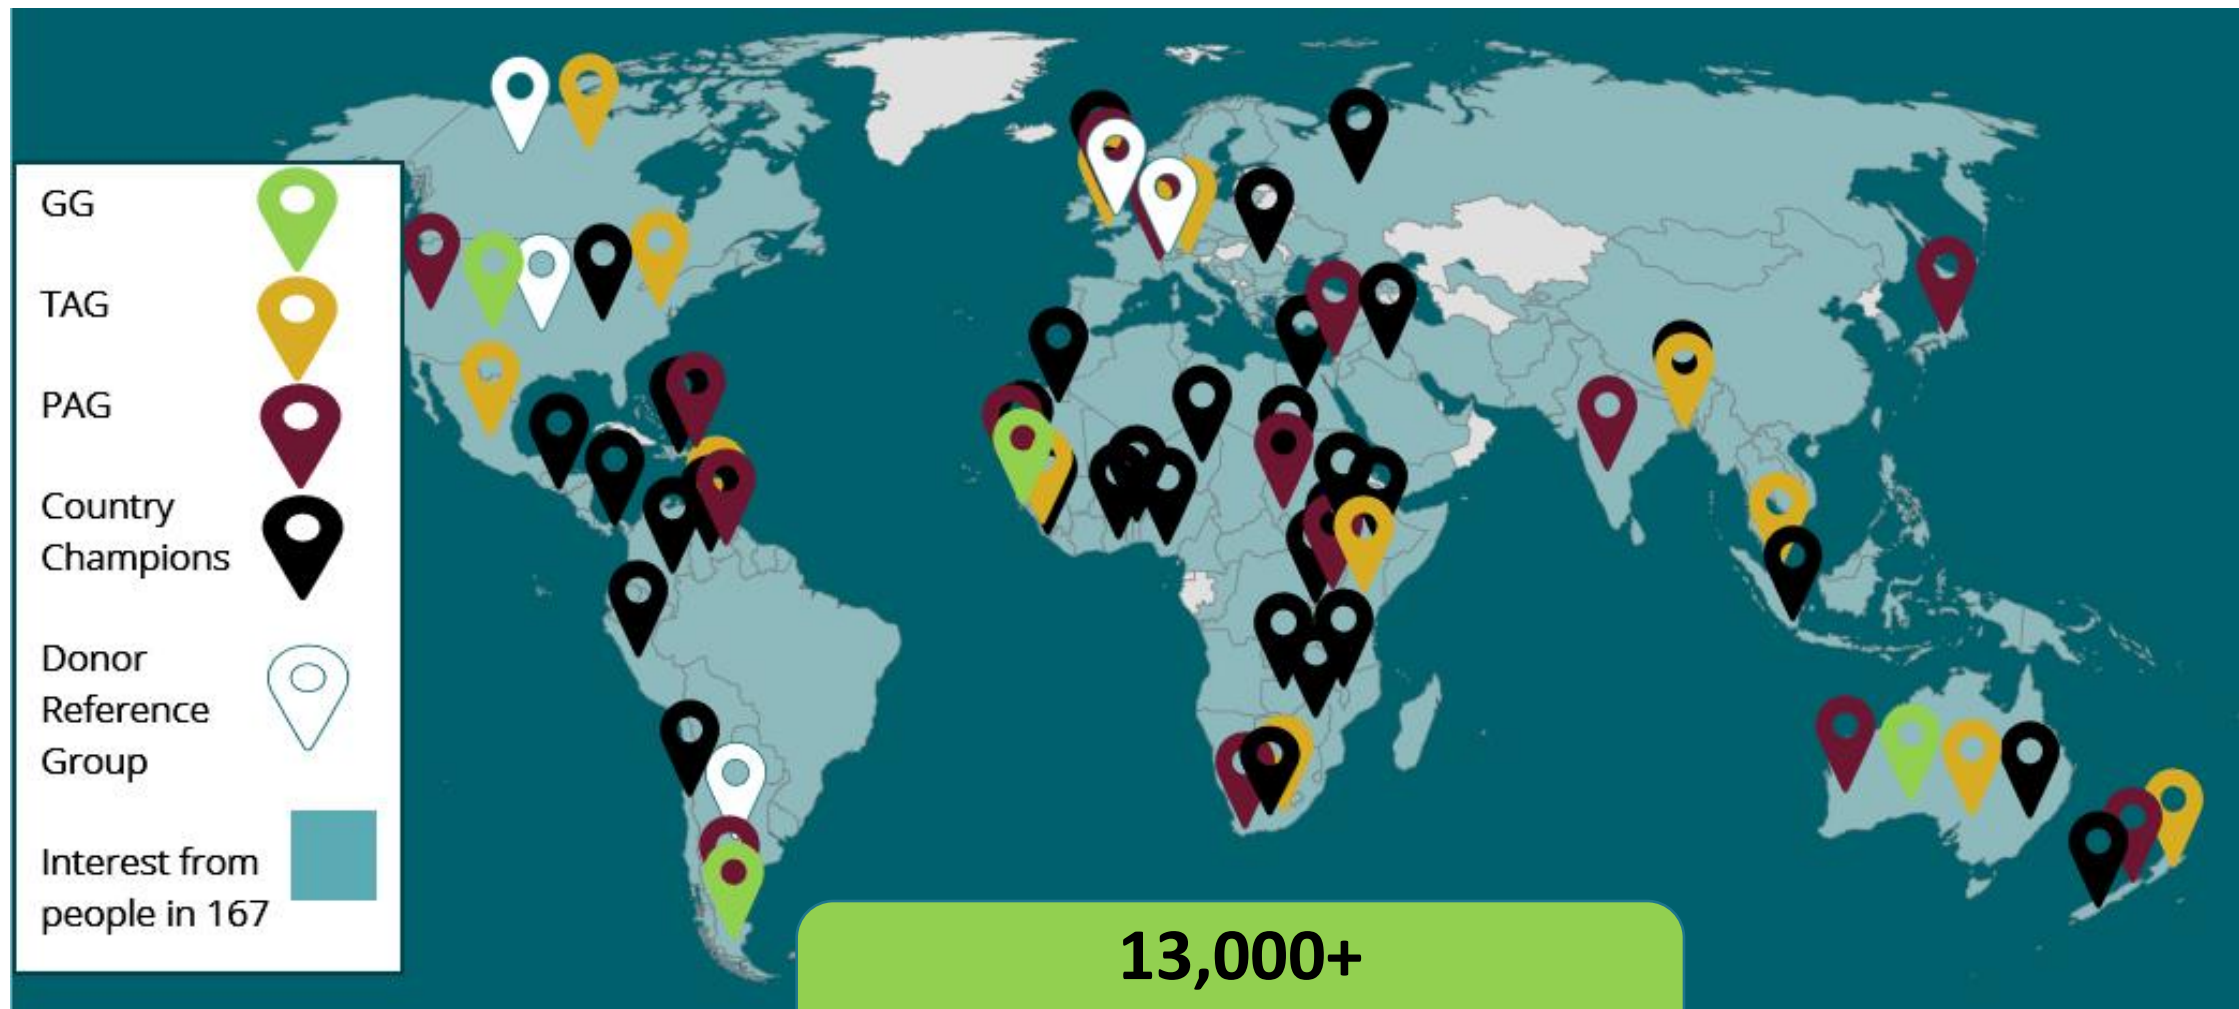 GG
TAG
PAG
Country
Champions
Donor
Reference
Group
Interest from
people in 167
13,000+